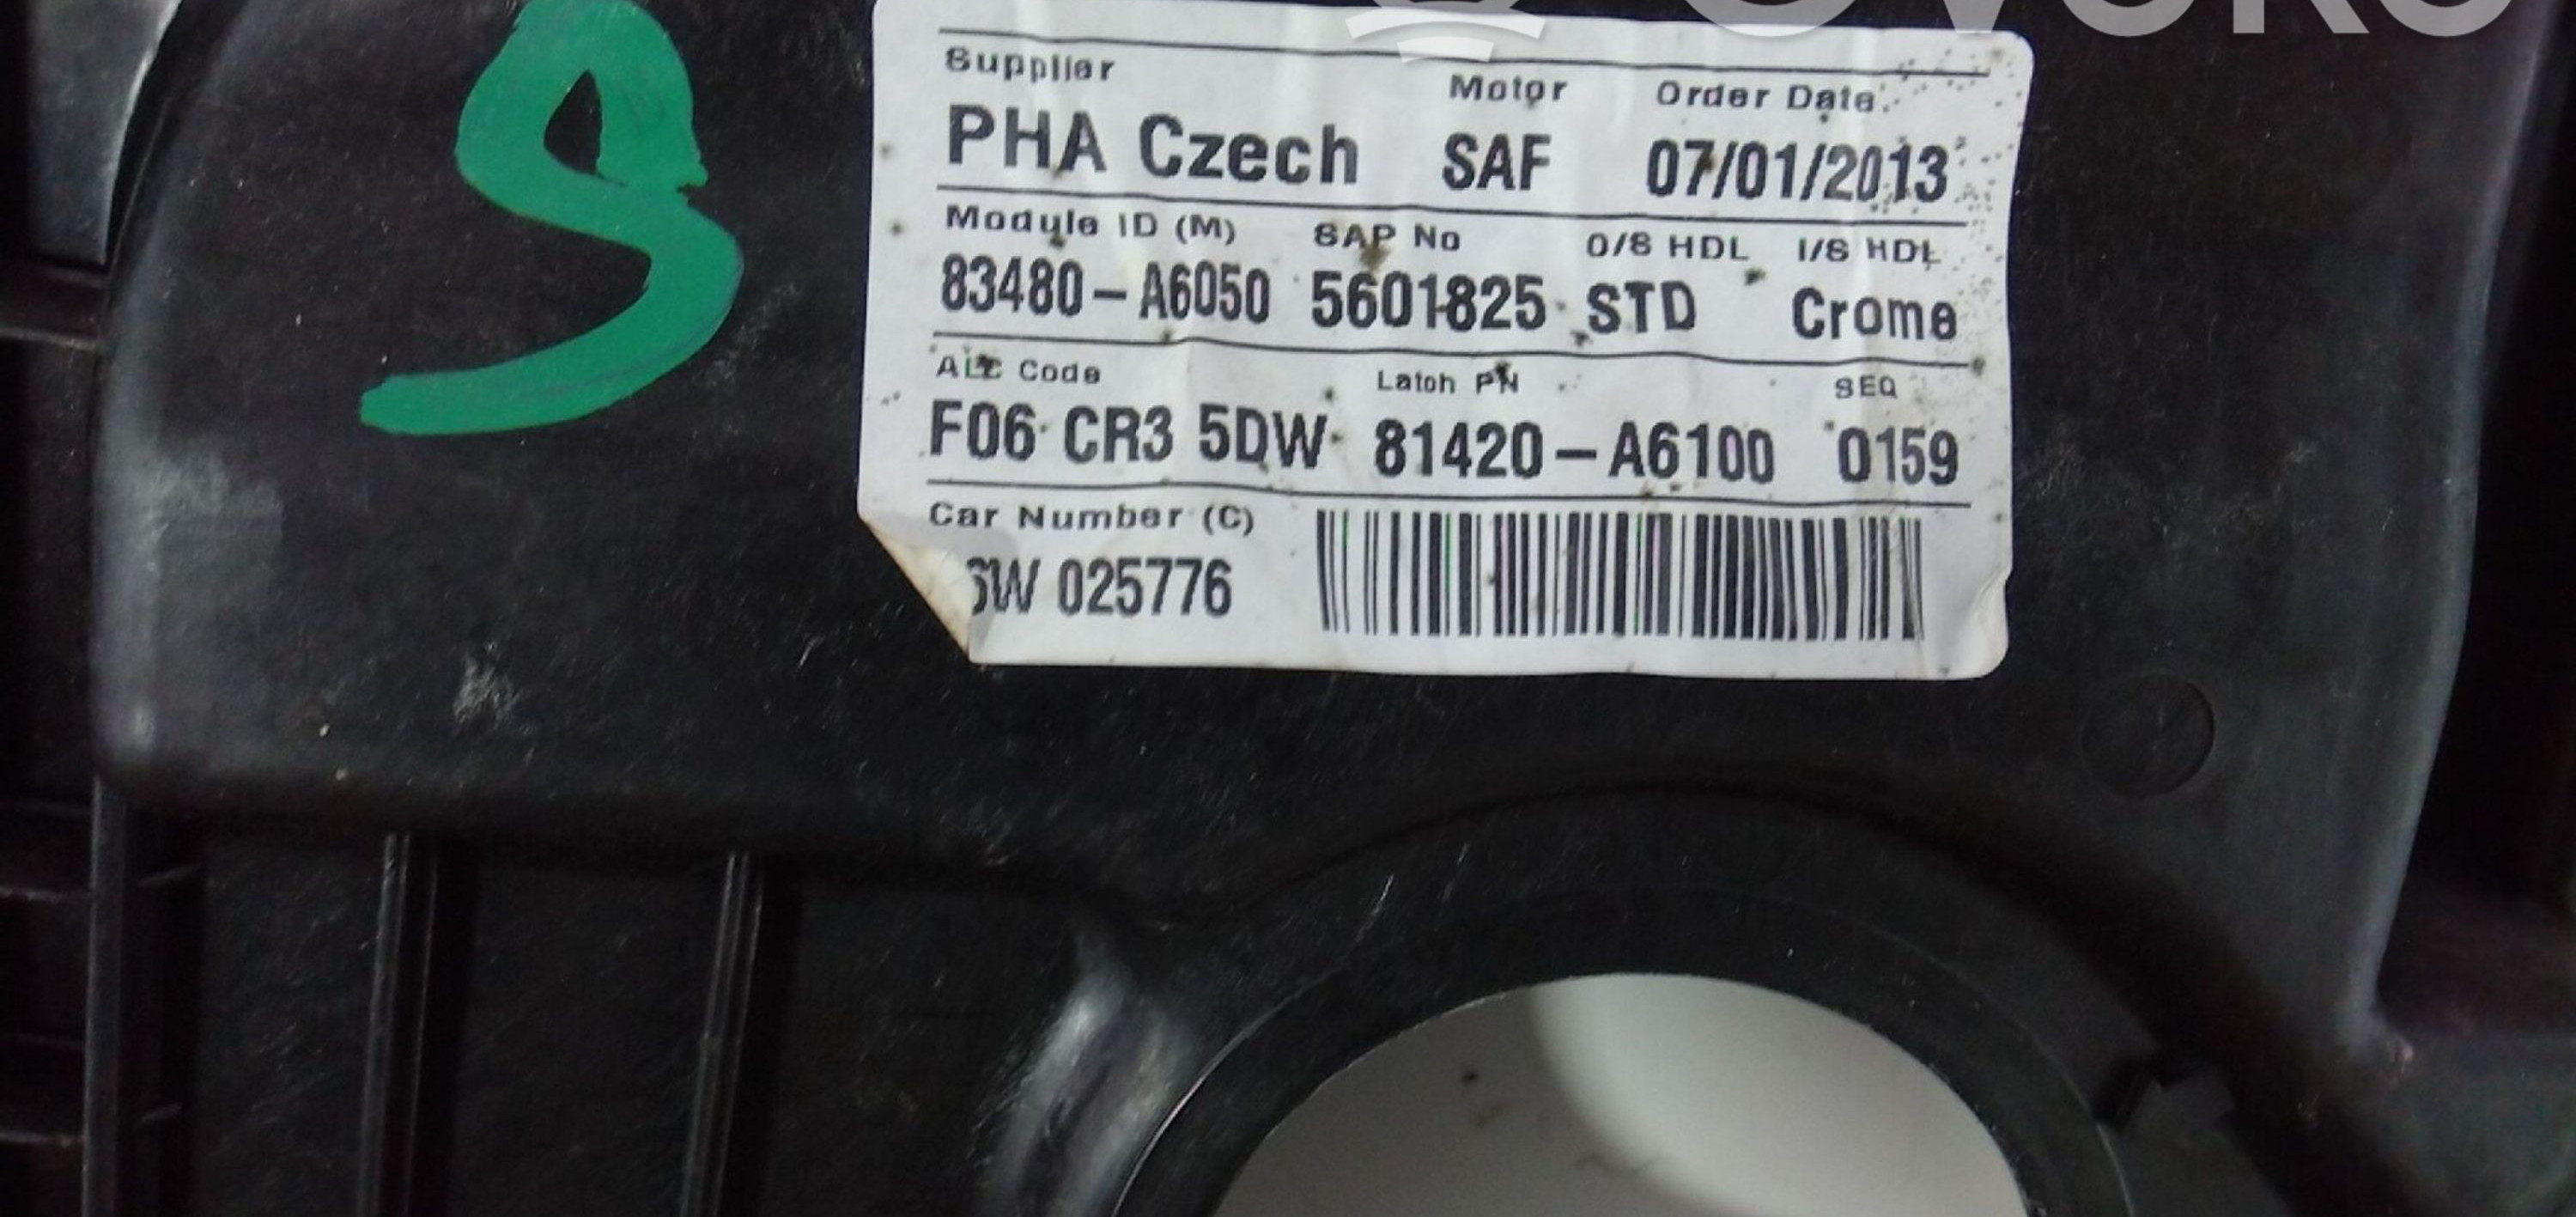 Supplier Motor Order Date
PHA Czech SAF 07/01/2013
Module ID (M) SAP No O/S HDL I/S HDL
83480-A6050 5601825 STD Crome
ALC Code Latch PN SEQ
F06 CR3 5DW 81420-A6100 0159
Car Number (C)
025776